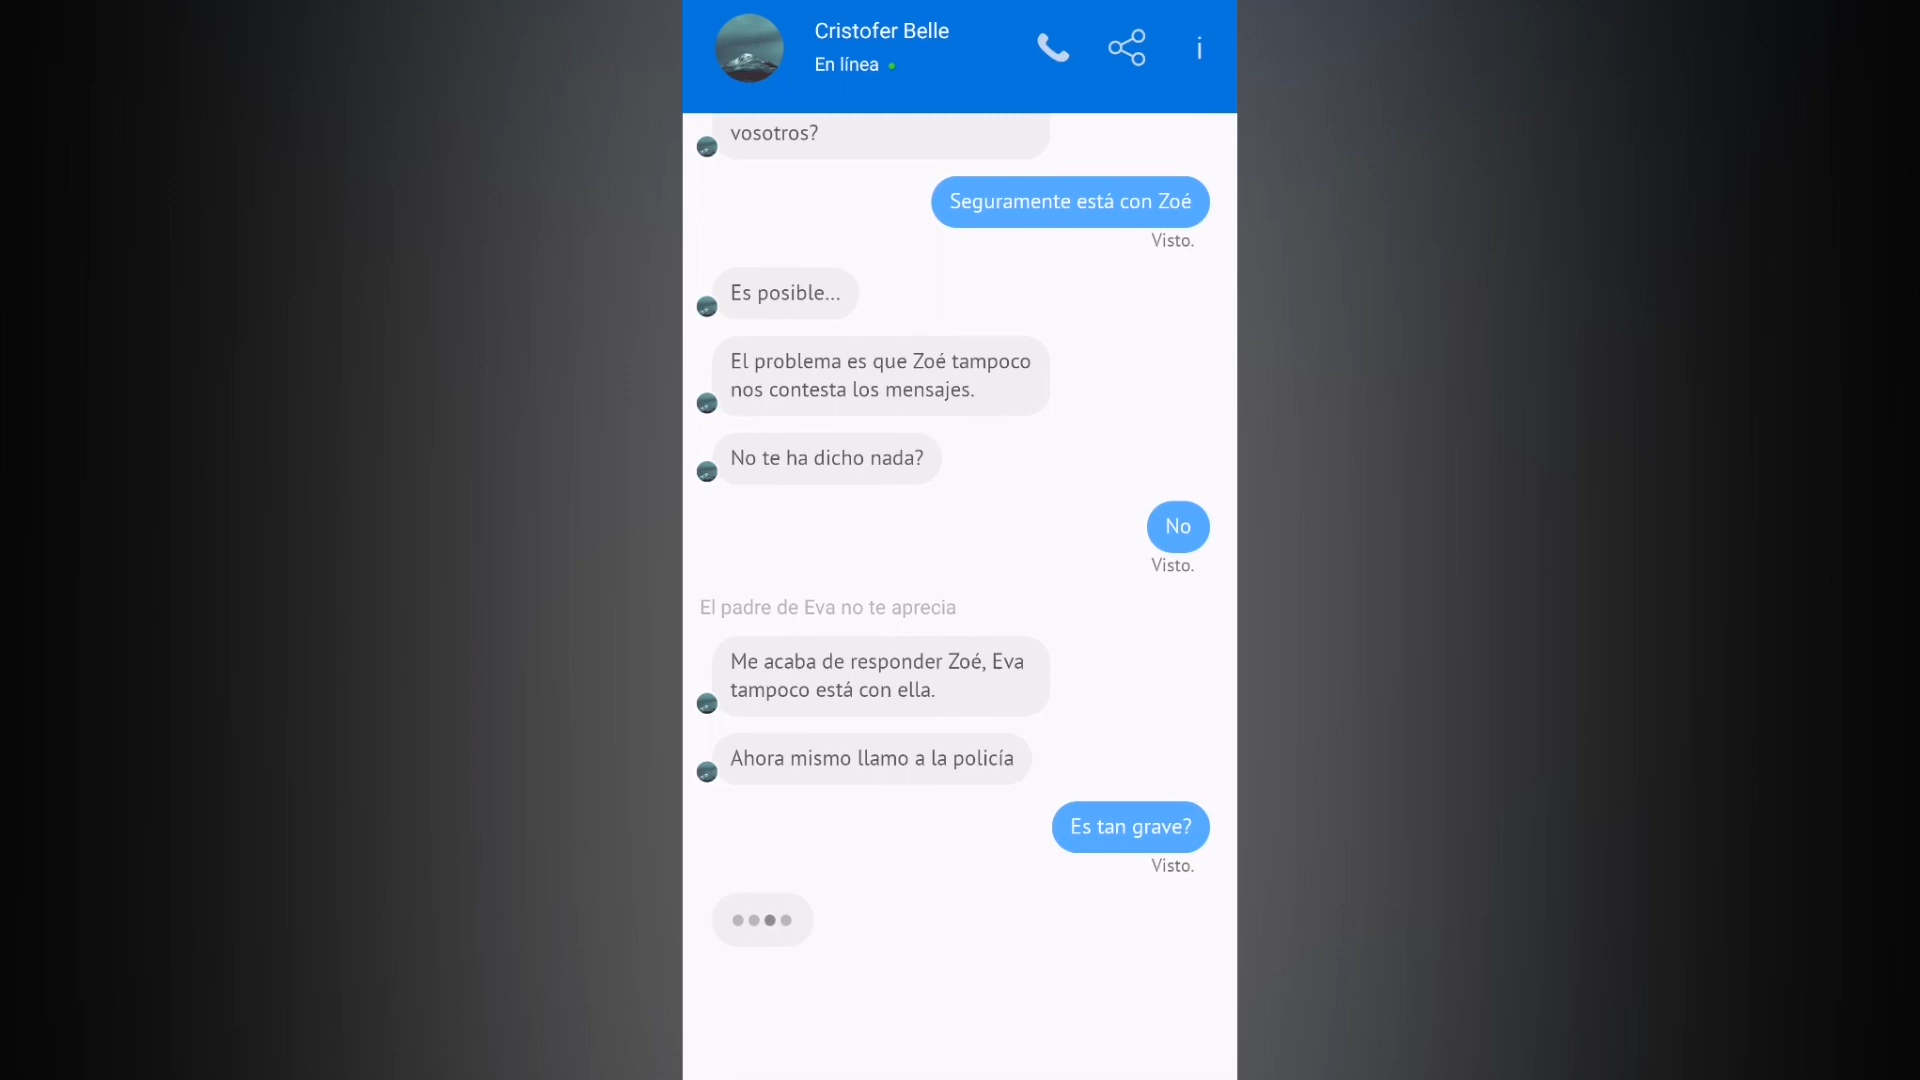 Cristofer Belle
En línea
i
vosotros?
Seguramente está con Zoé
Visto.
Es posible...
El problema es que Zoé tampoco
nos contesta los mensajes.
No te ha dicho nada?
No
Visto.
El padre de Eva no te aprecia
Me acaba de responder Zoé, Eva
tampoco está con ella.
Ahora mismo llamo a la policía
Es tan grave?
Visto.